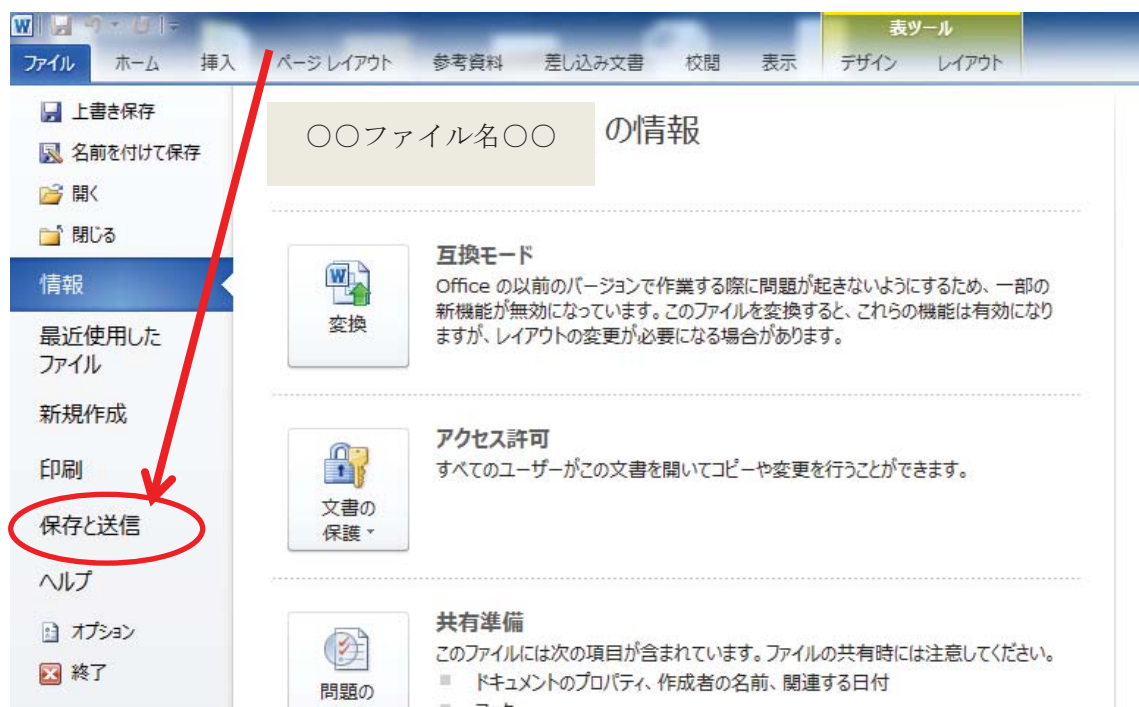 表ツール
ファイル ホーム 挿入 ページ レイアウト 参考資料 差し込み文書 校閲 表示 デザイン レイアウト
上書き保存
名前を付けて保存
開く
閉じる
情報
最近使用した
ファイル
新規作成
印刷
保存と送信
ヘルプ
オプション
終了
〇〇ファイル名〇〇 の情報
変換
互換モード
Office の以前のバージョンで作業する際に問題が起きないようにするため、一部の
新機能が無効になっています。このファイルを変換すると、これらの機能は有効になり
ますが、レイアウトの変更が必要になる場合があります。
文書の
保護
アクセス許可
すべてのユーザーがこの文書を開いてコピーや変更を行うことができます。
問題の
共有準備
このファイルには次の項目が含まれています。ファイルの共有時には注意してください。
ドキュメントのプロパティ、作成者の名前、関連する日付